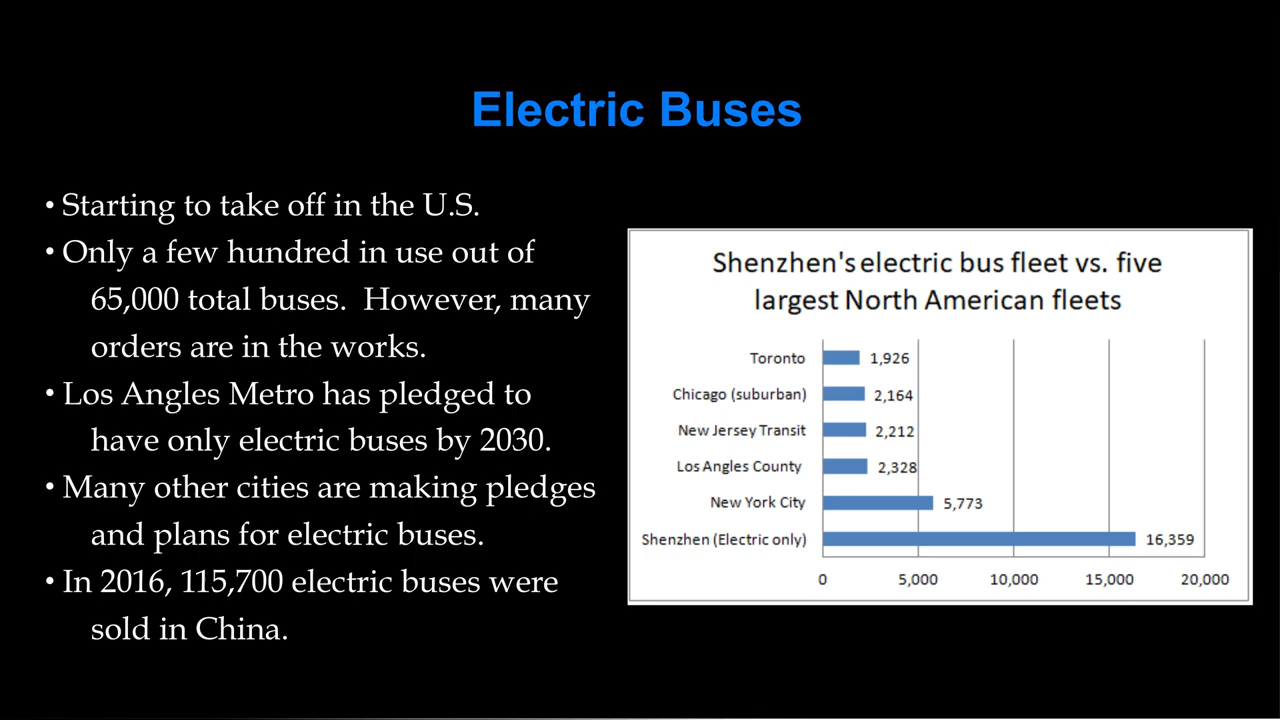 Electric Buses
• Starting to take off in the U.S.
• Only a few hundred in use out of
65,000 total buses.  However, many
orders are in the works.
• Los Angles Metro has pledged to
have only electric buses by 2030.
• Many other cities are making pledges
and plans for electric buses.
• In 2016, 115,700 electric buses were
sold in China.
Shenzhen's electric bus fleet vs. five
largest North American fleets
Toronto 1,926
Chicago (suburban) 2,164
New Jersey Transit 2,212
Los Angles County 2,328
New York City 5,773
Shenzhen (Electric only) 16,359
0 5,000 10,000 15,000 20,000